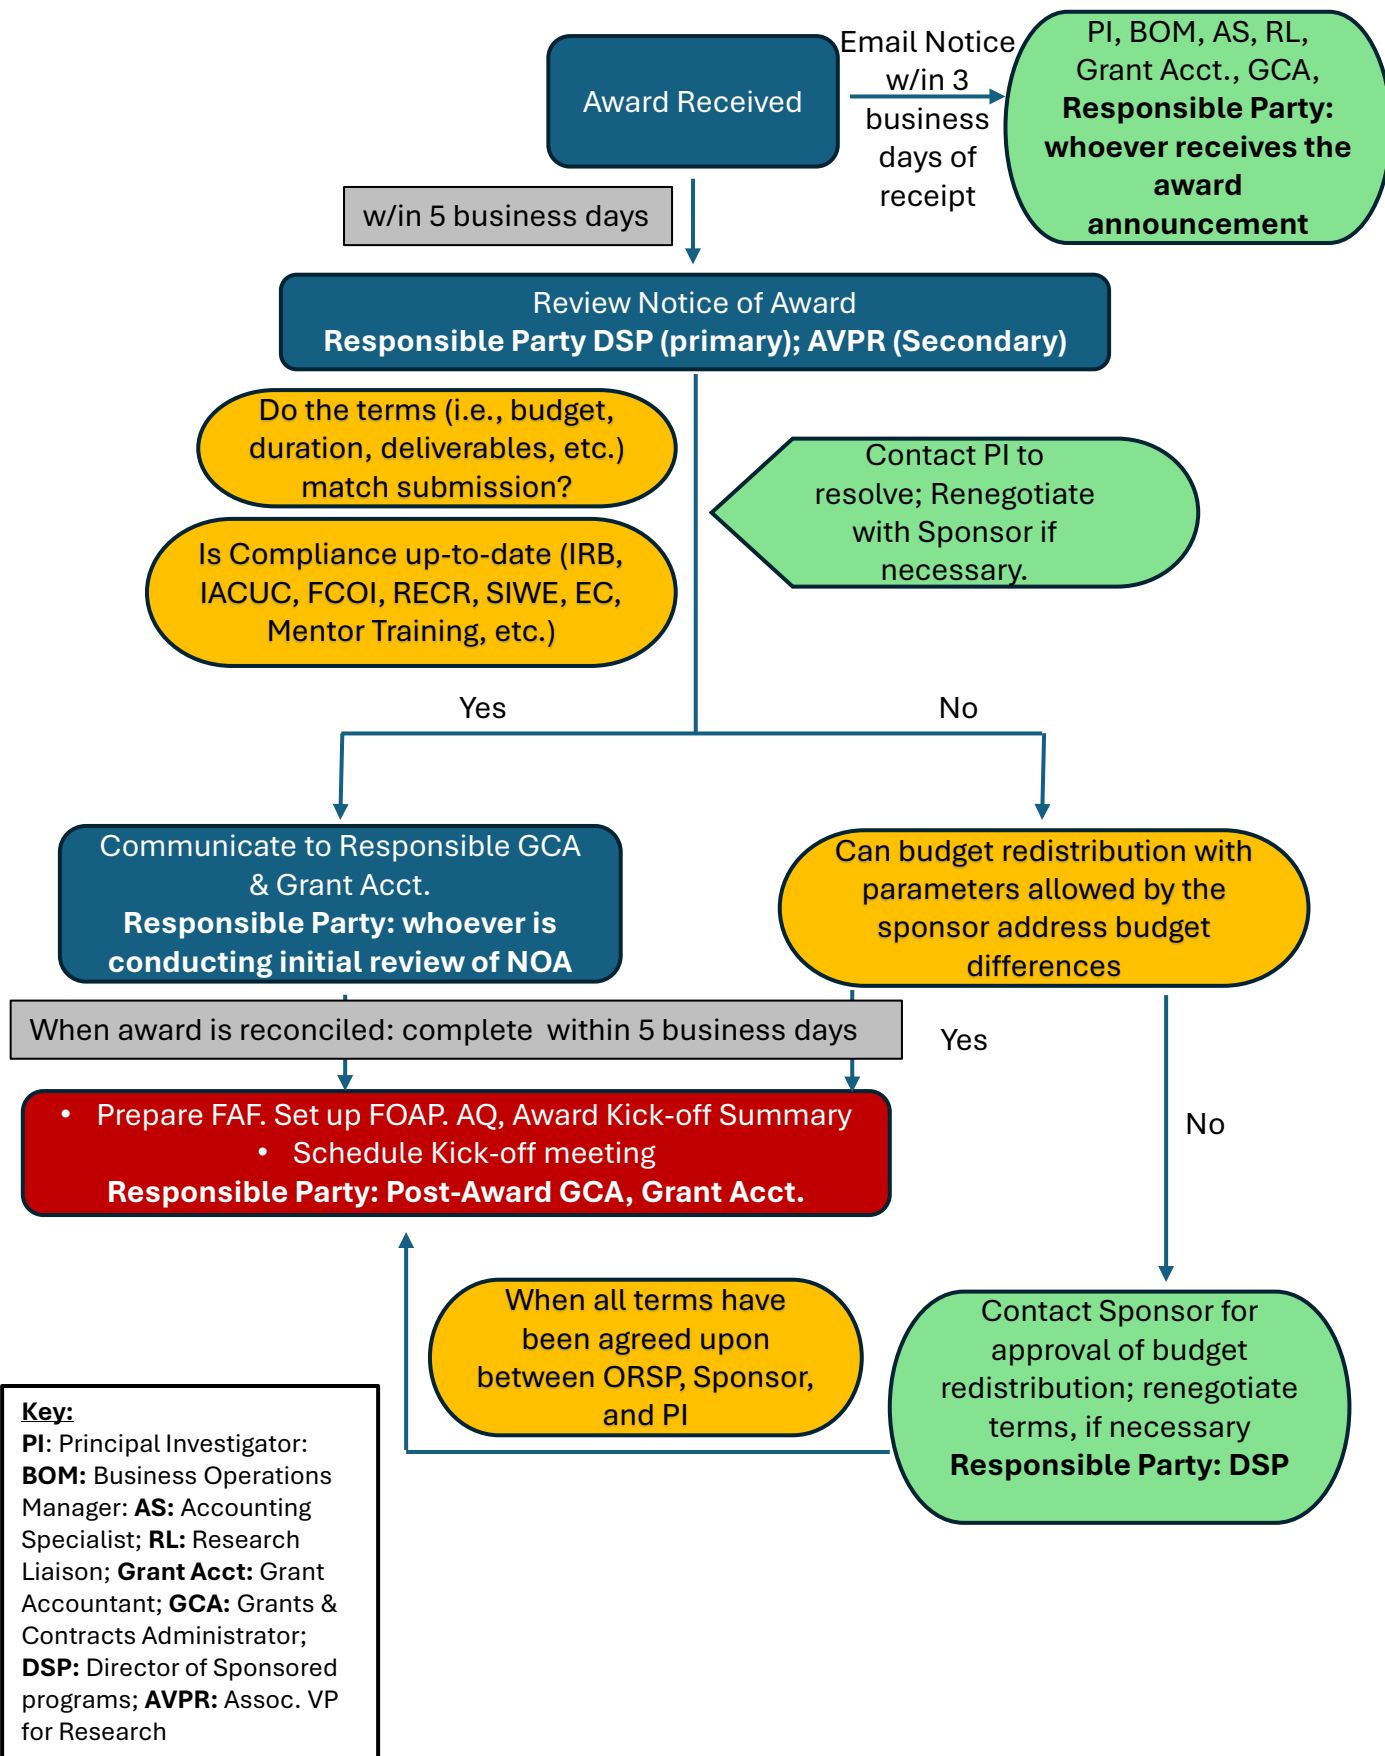 Award Received
Email Notice
w/in 3
business
days of
receipt
PI, BOM, AS, RL,
Grant Acct., GCA,
Responsible Party:
whoever receives the
award
announcement
w/in 5 business days
Review Notice of Award
Responsible Party DSP (primary); AVPR (Secondary)
Do the terms (i.e., budget,
duration, deliverables, etc.)
match submission?
Contact PI to
resolve; Renegotiate
with Sponsor if
necessary.
Is Compliance up-to-date (IRB,
IACUC, FCOI, RECR, SIWE, EC,
Mentor Training, etc.)
Yes
No
Communicate to Responsible GCA
& Grant Acct.
Responsible Party: whoever is
conducting initial review of NOA
Can budget redistribution with
parameters allowed by the
sponsor address budget
differences
When award is reconciled: complete  within 5 business days
Yes
• Prepare FAF. Set up FOAP. AQ, Award Kick-off Summary
• Schedule Kick-off meeting
Responsible Party: Post-Award GCA, Grant Acct.
No
When all terms have
been agreed upon
between ORSP, Sponsor,
and PI
Contact Sponsor for
approval of budget
redistribution; renegotiate
terms, if necessary
Responsible Party: DSP
Key:
PI: Principal Investigator:
BOM: Business Operations
Manager: AS: Accounting
Specialist; RL: Research
Liaison; Grant Acct: Grant
Accountant; GCA: Grants &
Contracts Administrator;
DSP: Director of Sponsored
programs; AVPR: Assoc. VP
for Research